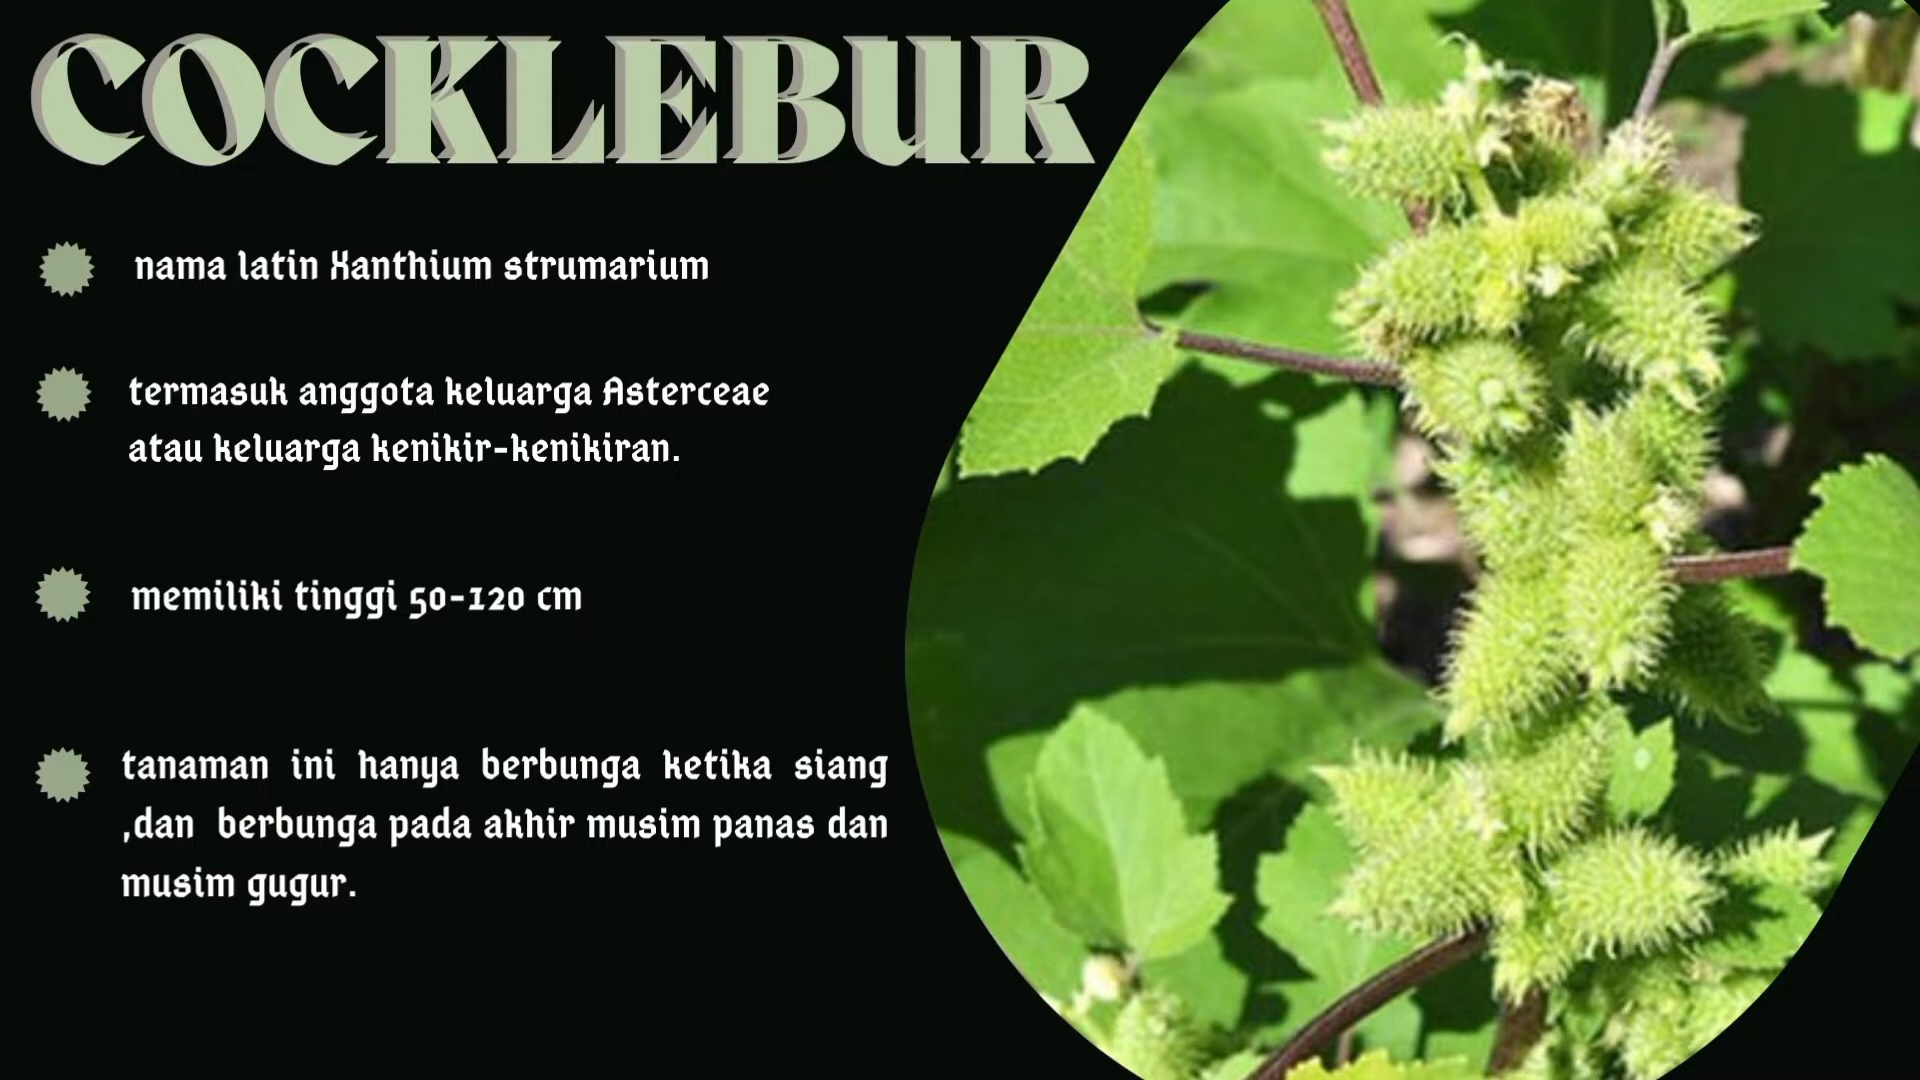 COCKLEBUR
nama latin Xanthium strumarium
termasuk anggota keluarga Asterceae
atau keluarga kenikir-kenikiran.
memiliki tinggi 50-120 cm
tanaman ini hanya berbunga ketika siang
,dan berbunga pada akhir musim panas dan
musim gugur.